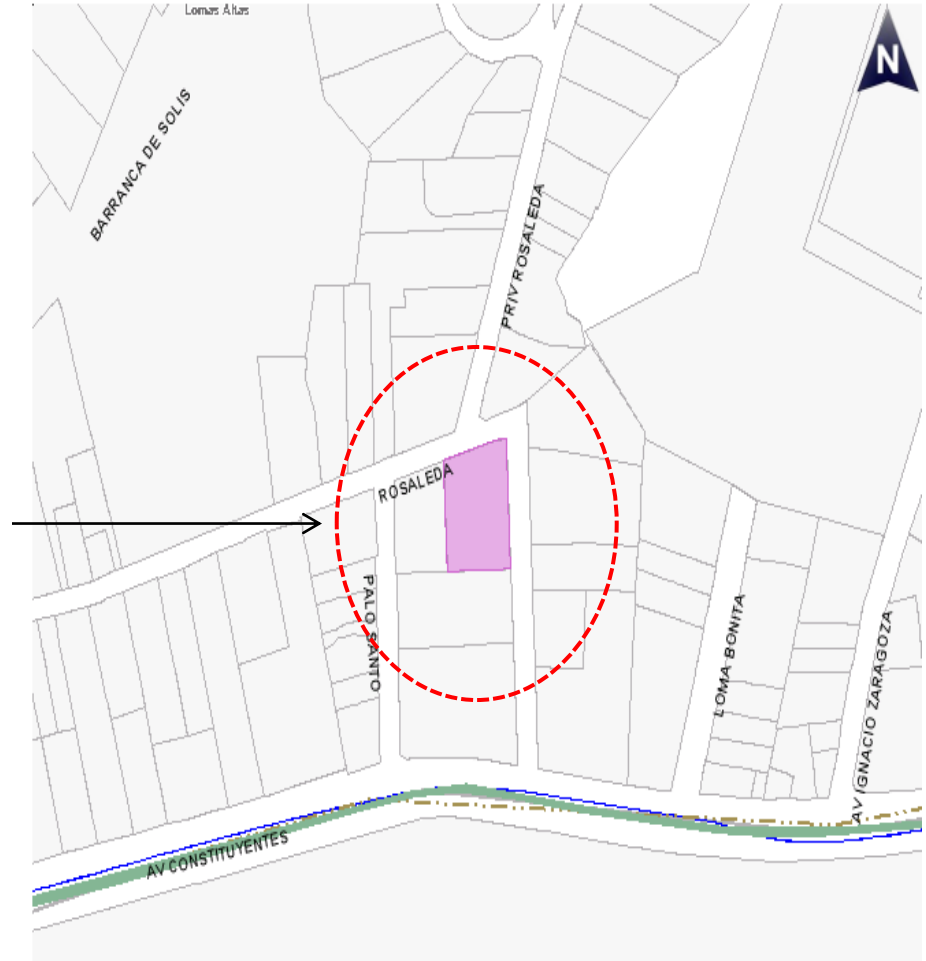 Lomas Altas
N
BARRANCA DE SOLIS
PRIV ROSALEDA
ROSALEDA
PALO SANTO
LOMA BONITA
AV IGNACIO ZARAGOZA
AV CONSTITUYENTES